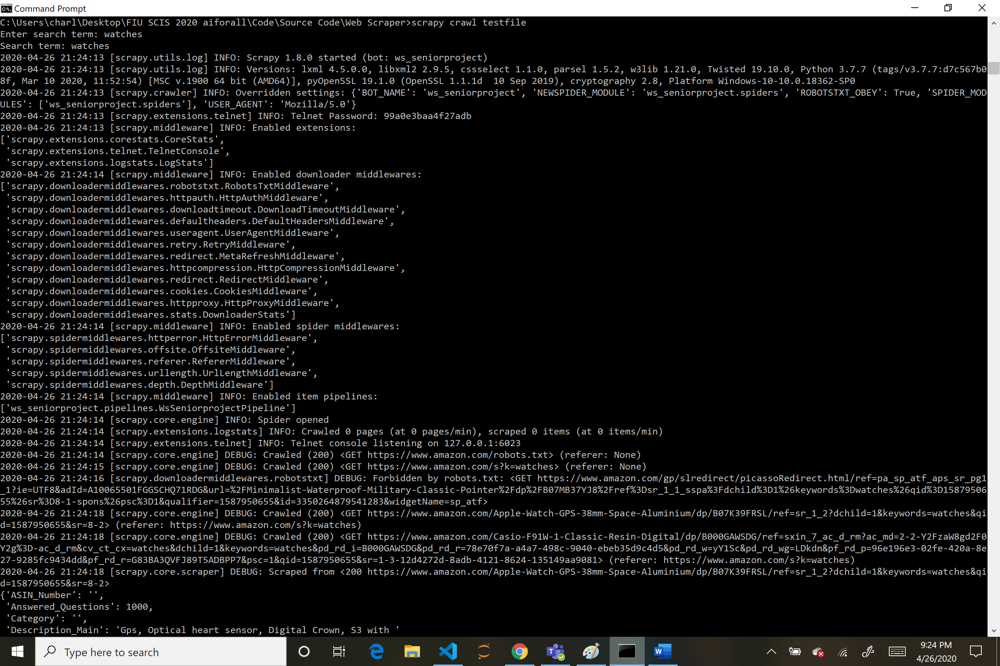 Command Prompt
C:\Users\charl\Desktop\FIU SCIS 2020 aiforall\Code\Source Code\Web Scraper>scrapy crawl testfile
Enter search term: watches
Search term: watches
2020-04-26 21:24:13 [scrapy.utils.log] INFO: Scrapy 1.8.0 started (bot: ws_seniorproject)
2020-04-26 21:24:13 [scrapy.utils.log] INFO: Versions: lxml 4.5.0.0, libxml2 2.9.5, cssselect 1.1.0, parsel 1.5.2, w3lib 1.21.0, Twisted 19.10.0, Python 3.7.7 (tags/v3.7.7:d7c567b0
8f, Mar 10 2020, 11:52:54) [MSC v.1900 64 bit (AMD64)], pyOpenSSL 19.1.0 (OpenSSL 1.1.1d  10 Sep 2019), cryptography 2.8, Platform Windows-10-10.0.18362-SP0
2020-04-26 21:24:13 [scrapy.crawler] INFO: Overridden settings: {'BOT_NAME': 'ws_seniorproject', 'NEWSPIDER_MODULE': 'ws_seniorproject.spiders', 'ROBOTSTXT_OBEY': True, 'SPIDER_MOD
ULES': ['ws_seniorproject.spiders'], 'USER_AGENT': 'Mozilla/5.0'}
2020-04-26 21:24:13 [scrapy.extensions.telnet] INFO: Telnet Password: 99a0e3baa4f27adb
2020-04-26 21:24:13 [scrapy.middleware] INFO: Enabled extensions:
['scrapy.extensions.corestats.CoreStats',
 'scrapy.extensions.telnet.TelnetConsole',
 'scrapy.extensions.logstats.LogStats']
2020-04-26 21:24:14 [scrapy.middleware] INFO: Enabled downloader middlewares:
['scrapy.downloadermiddlewares.robotstxt.RobotsTxtMiddleware',
 'scrapy.downloadermiddlewares.httpauth.HttpAuthMiddleware',
 'scrapy.downloadermiddlewares.downloadtimeout.DownloadTimeoutMiddleware',
 'scrapy.downloadermiddlewares.defaultheaders.DefaultHeadersMiddleware',
 'scrapy.downloadermiddlewares.useragent.UserAgentMiddleware',
 'scrapy.downloadermiddlewares.retry.RetryMiddleware',
 'scrapy.downloadermiddlewares.redirect.MetaRefreshMiddleware',
 'scrapy.downloadermiddlewares.httpcompression.HttpCompressionMiddleware',
 'scrapy.downloadermiddlewares.redirect.RedirectMiddleware',
 'scrapy.downloadermiddlewares.cookies.CookiesMiddleware',
 'scrapy.downloadermiddlewares.httpproxy.HttpProxyMiddleware',
 'scrapy.downloadermiddlewares.stats.DownloaderStats']
2020-04-26 21:24:14 [scrapy.middleware] INFO: Enabled spider middlewares:
['scrapy.spidermiddlewares.httperror.HttpErrorMiddleware',
 'scrapy.spidermiddlewares.offsite.OffsiteMiddleware',
 'scrapy.spidermiddlewares.referer.RefererMiddleware',
 'scrapy.spidermiddlewares.urllength.UrlLengthMiddleware',
 'scrapy.spidermiddlewares.depth.DepthMiddleware']
2020-04-26 21:24:14 [scrapy.middleware] INFO: Enabled item pipelines:
['ws_seniorproject.pipelines.WsSeniorprojectPipeline']
2020-04-26 21:24:14 [scrapy.core.engine] INFO: Spider opened
2020-04-26 21:24:14 [scrapy.extensions.logstats] INFO: Crawled 0 pages (at 0 pages/min), scraped 0 items (at 0 items/min)
2020-04-26 21:24:14 [scrapy.extensions.telnet] INFO: Telnet console listening on 127.0.0.1:6023
2020-04-26 21:24:14 [scrapy.core.engine] DEBUG: Crawled (200) <GET https://www.amazon.com/robots.txt> (referer: None)
2020-04-26 21:24:15 [scrapy.core.engine] DEBUG: Crawled (200) <GET https://www.amazon.com/s?k=watches> (referer: None)
2020-04-26 21:24:16 [scrapy.downloadermiddlewares.robotstxt] DEBUG: Forbidden by robots.txt: <GET https://www.amazon.com/gp/slredirect/picassoRedirect.html/ref=pa_sp_atf_aps_sr_pg1
_1?ie=UTF8&adId=A10065501FGGSCHQ71RDG&url=%2FMinimalist-Waterproof-Military-Classic-Pointer%2Fdp%2FB07MB37YJ8%2Fref%3Dsr_1_1_sspa%3Fdchild%3D1%26keywords%3Dwatches%26qid%3D15879506
55%26sr%3D8-1-spons%26psc%3D1&qualifier=1587950655&id=3350264879541283&widgetName=sp_atf>
2020-04-26 21:24:18 [scrapy.core.engine] DEBUG: Crawled (200) <GET https://www.amazon.com/Apple-Watch-GPS-38mm-Space-Aluminium/dp/B07K39FRSL/ref=sr_1_2?dchild=1&keywords=watches&qi
d=1587950655&sr=8-2> (referer: https://www.amazon.com/s?k=watches)
2020-04-26 21:24:18 [scrapy.core.engine] DEBUG: Crawled (200) <GET https://www.amazon.com/Casio-F91W-1-Classic-Resin-Digital/dp/B000GAWSDG/ref=sxin_7_ac_d_rm?ac_md=2-2-Y2FzaW8gd2F0
Y2g%3D-ac_d_rm&cv_ct_cx=watches&dchild=1&keywords=watches&pd_rd_i=B000GAWSDG&pd_rd_r=78e70f7a-a4a7-498c-9040-ebeb35d9c4d5&pd_rd_w=yY1Sc&pd_rd_wg=LDkdn&pf_rd_p=96e196e3-02fe-420a-8e
27-9285fc9434dd&pf_rd_r=G83BA3QVFJ89T5ADBPP7&psc=1&qid=1587950655&sr=1-3-12d4272d-8adb-4121-8624-135149aa9081> (referer: https://www.amazon.com/s?k=watches)
2020-04-26 21:24:18 [scrapy.core.scraper] DEBUG: Scraped from <200 https://www.amazon.com/Apple-Watch-GPS-38mm-Space-Aluminium/dp/B07K39FRSL/ref=sr_1_2?dchild=1&keywords=watches&qi
d=1587950655&sr=8-2>
{'ASIN_Number': '',
 'Answered_Questions': 1000,
 'Category': '',
 'Description_Main': 'Gps, Optical heart sensor, Digital Crown, S3 with '
Type here to search
9:24 PM
4/26/2020